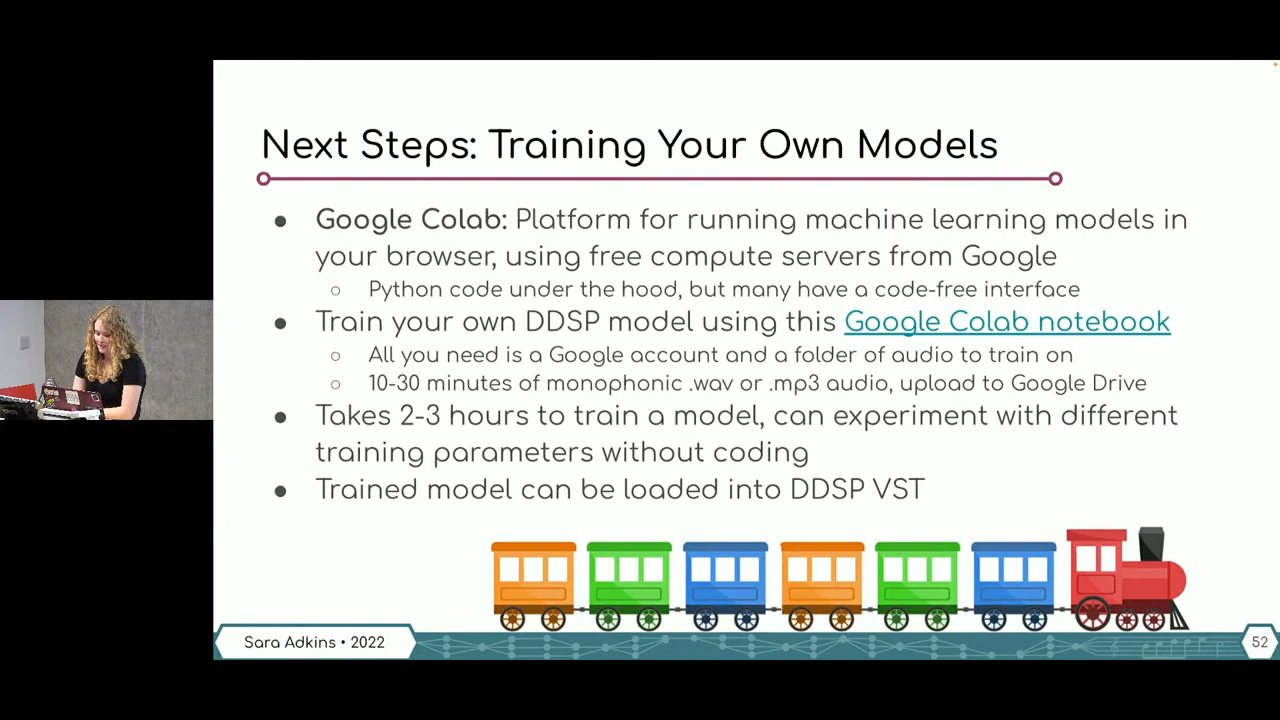 Next Steps: Training Your Own Models
● Google Colab: Platform for running machine learning models in
your browser, using free compute servers from Google
○ Python code under the hood, but many have a code-free interface
● Train your own DDSP model using this Google Colab notebook
○ All you need is a Google account and a folder of audio to train on
○ 10-30 minutes of monophonic .wav or .mp3 audio, upload to Google Drive
● Takes 2-3 hours to train a model, can experiment with different
training parameters without coding
● Trained model can be loaded into DDSP VST
Sara Adkins • 2022
52